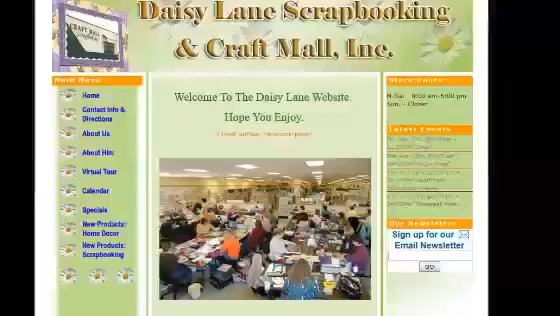 Daisy Lane Scrapbooking
& Craft Mall, Inc.
CRAFT MALL
Main Menu
Home
Contact Info &
Directions
About Us
About Him
Virtual Tour
Calendar
Specials
New Products:
Home Decor
New Products:
Scrapbooking
Welcome To The Daisy Lane Website.
Hope You Enjoy.
Store Hours
M-Sat 9:00 am-5:00 pm
Sun. - Closed
Latest Events
Our Newsletter
Sign up for our
Email Newsletter
GO